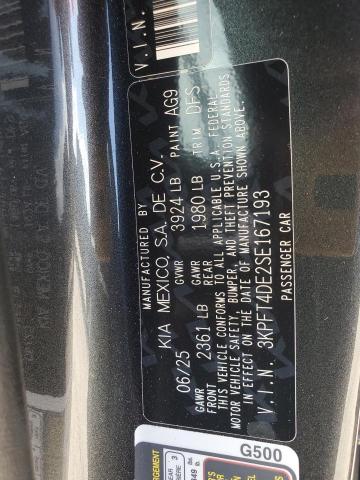 V.I.N.
MANUFACTURED BY
KIA MEXICO, S.A. DE C.V.
06/25 GVWR 3924 LB PAINT AG9
GAWR FRONT 2361 LB GAWR REAR 1980 LB TRIM DFS
THIS VEHICLE CONFORMS TO ALL APPLICABLE U.S.A. FEDERAL
MOTOR VEHICLE SAFETY, BUMPER, AND THEFT PREVENTION STANDARDS
IN EFFECT ON THE DATE OF MANUFACTURE SHOWN ABOVE.
V.I.N. 3KPFT4DE2SE167193
PASSENGER CAR
G500